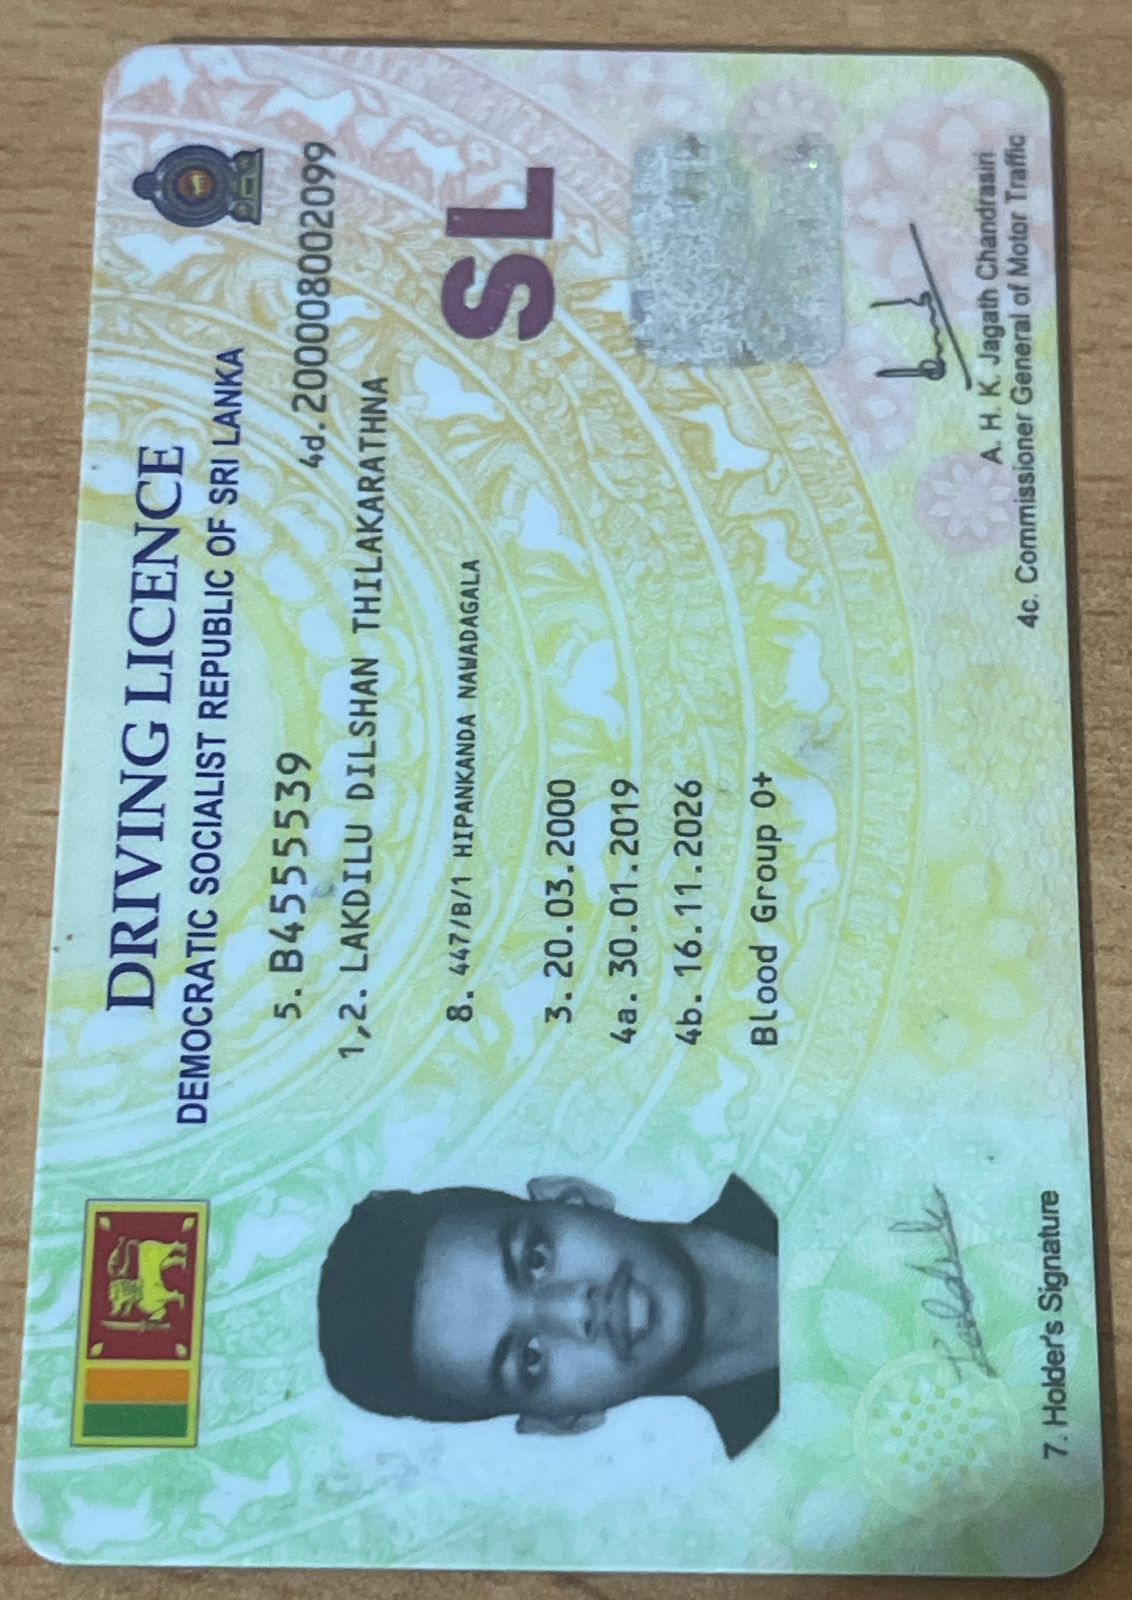 DRIVING LICENCE
DEMOCRATIC SOCIALIST REPUBLIC OF SRI LANKA
5. B4555539
4d. 200008002099
1,2. LAKDILU DILSHAN THILAKARATHNA
SL
8. 447/B/1 HIPANKANDA NAWADAGALA
3. 20.03.2000
4a. 30.01.2019
4b. 16.11.2026
Blood Group O+
A. H. K. Jagath Chandrasiri
4c. Commissioner General of Motor Traffic
7. Holder's Signature